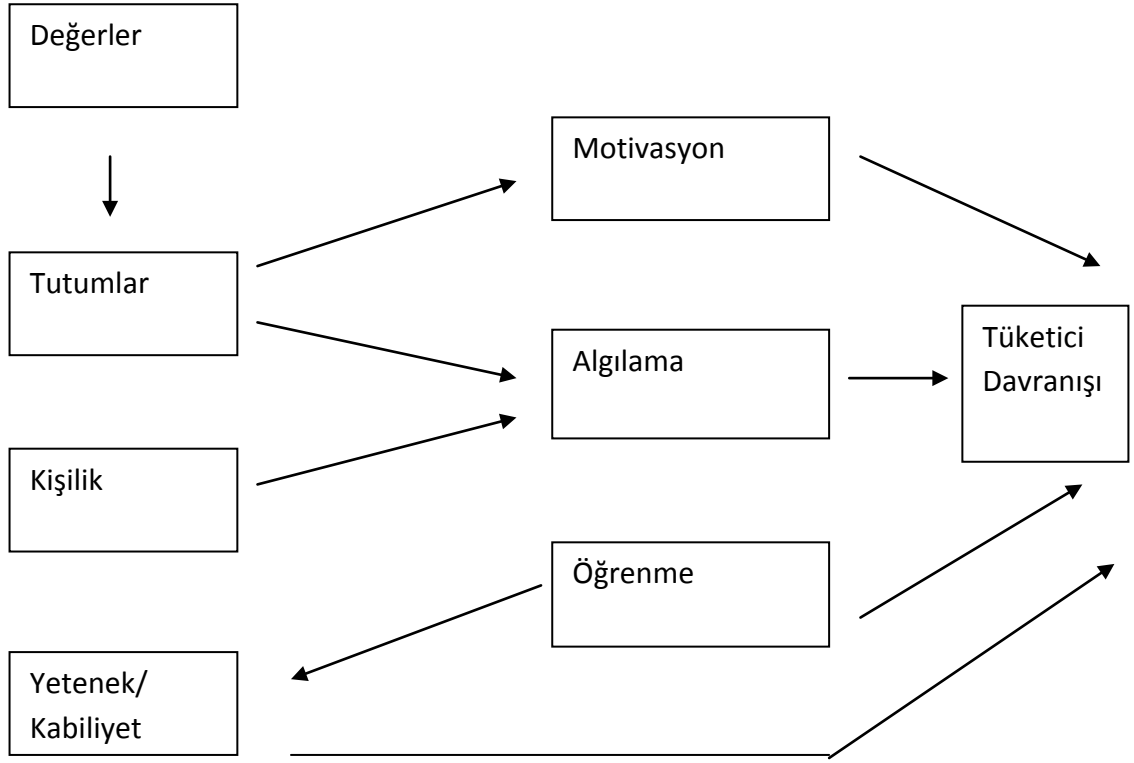 Değerler
Motivasyon
Tutumlar
Algılama
Tüketici
Davranışı
Kişilik
Öğrenme
Yetenek/
Kabiliyet